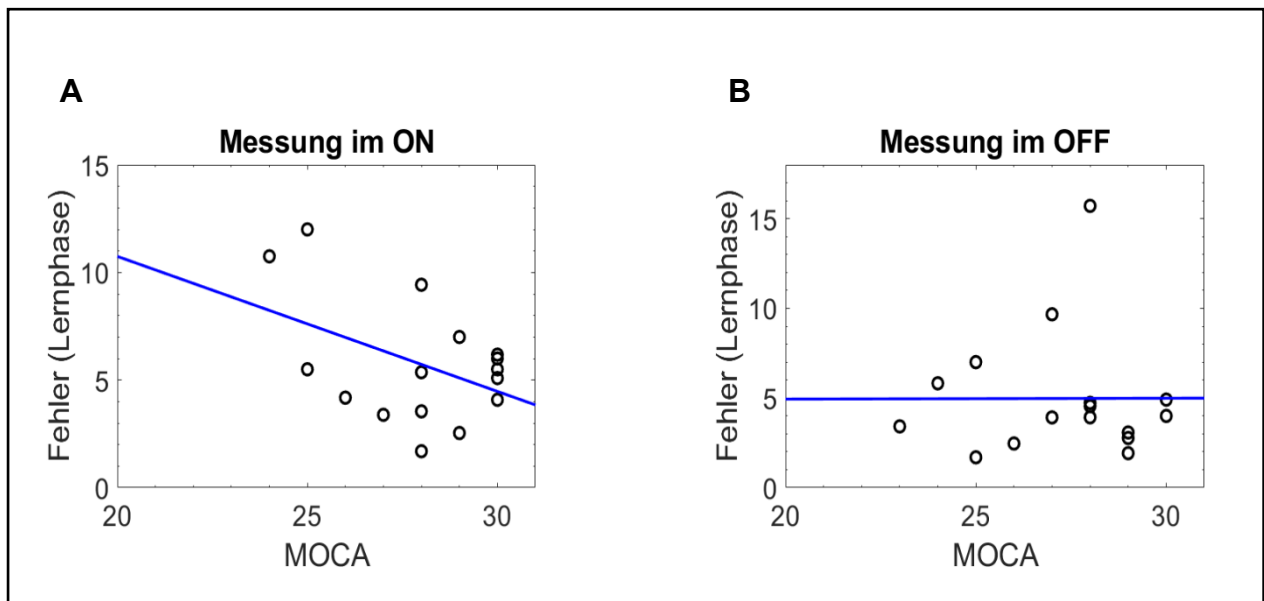 A
Messung im ON
Fehler (Lernphase)
15
10
5
0
20
25
30
MOCA
B
Messung im OFF
Fehler (Lernphase)
15
10
5
0
20
25
30
MOCA